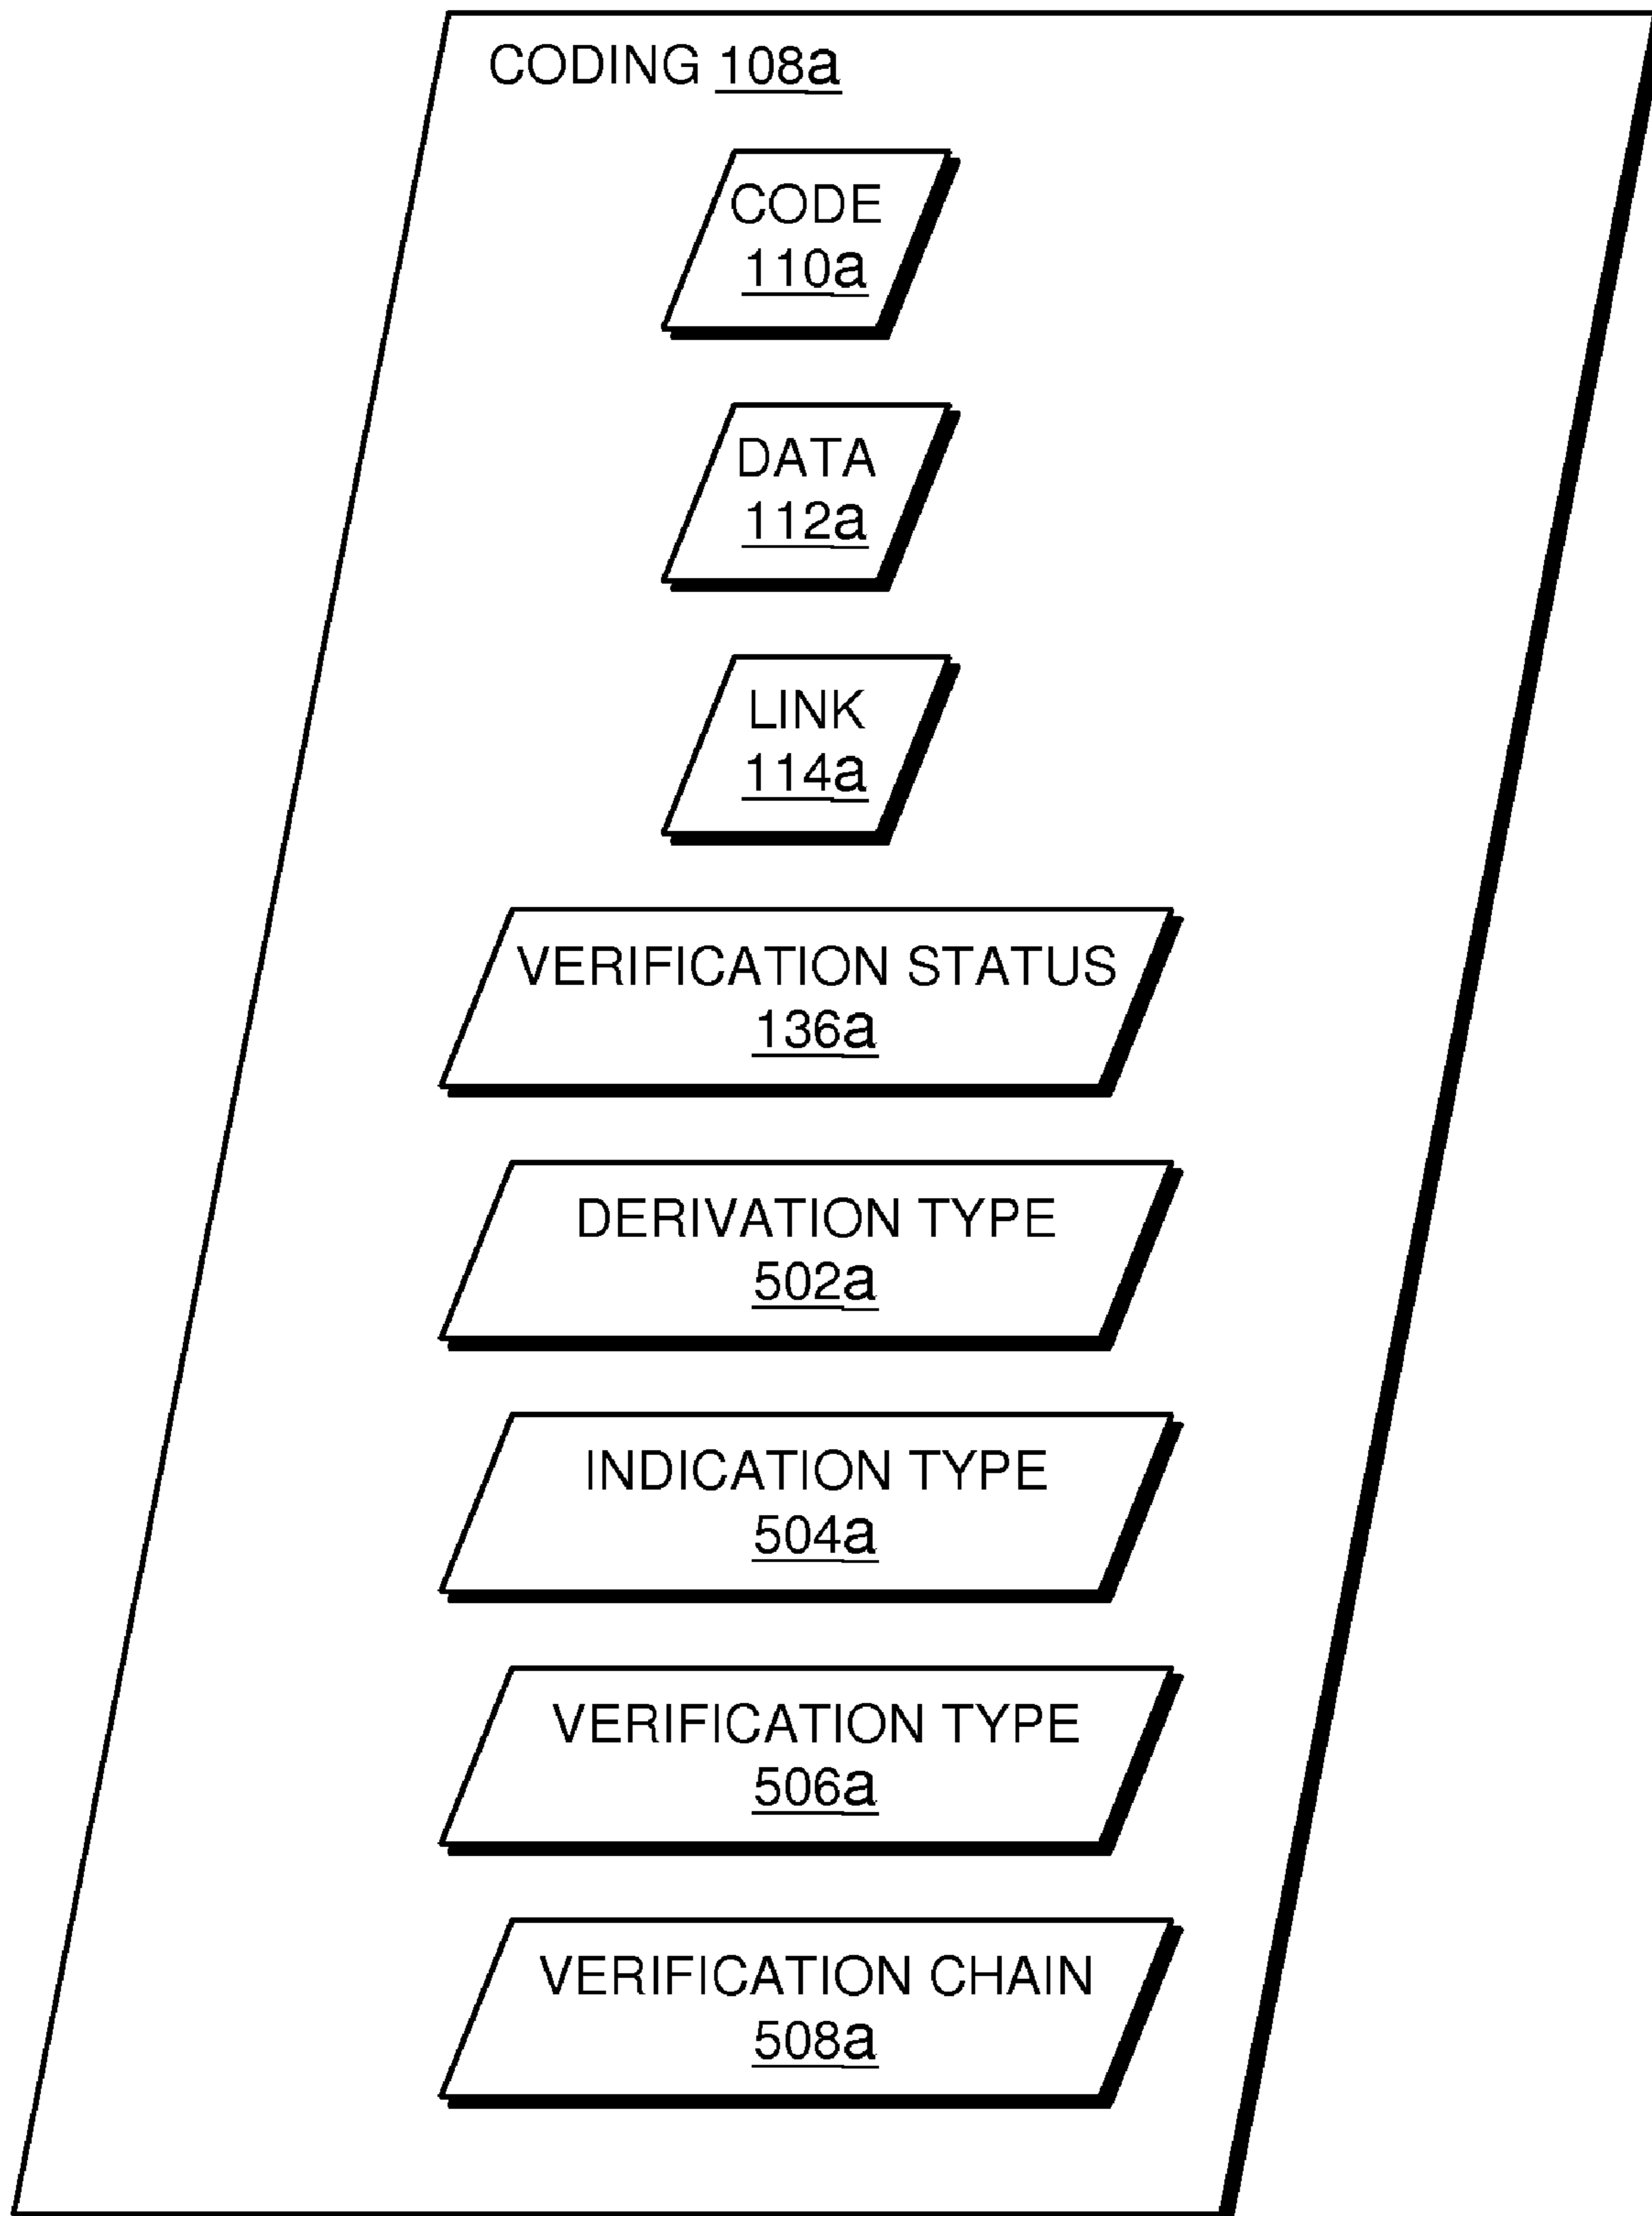 CODING 108a
CODE
110a
DATA
112a
LINK
114a
VERIFICATION STATUS
136a
DERIVATION TYPE
502a
INDICATION TYPE
504a
VERIFICATION TYPE
506a
VERIFICATION CHAIN
508a